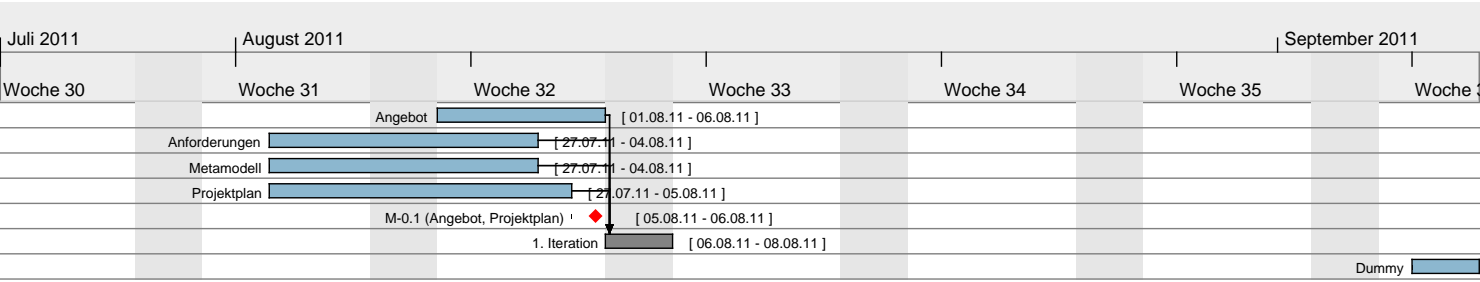 Juli 2011 August 2011 September 2011
Woche 30 Woche 31 Woche 32 Woche 33 Woche 34 Woche 35 Woche
Angebot [ 01.08.11 - 06.08.11 ]
Anforderungen [ 27.07.11 - 04.08.11 ]
Metamodell [ 27.07.11 - 04.08.11 ]
Projektplan [ 27.07.11 - 05.08.11 ]
M-0.1 (Angebot, Projektplan) [ 05.08.11 - 06.08.11 ]
1. Iteration [ 06.08.11 - 08.08.11 ]
Dummy